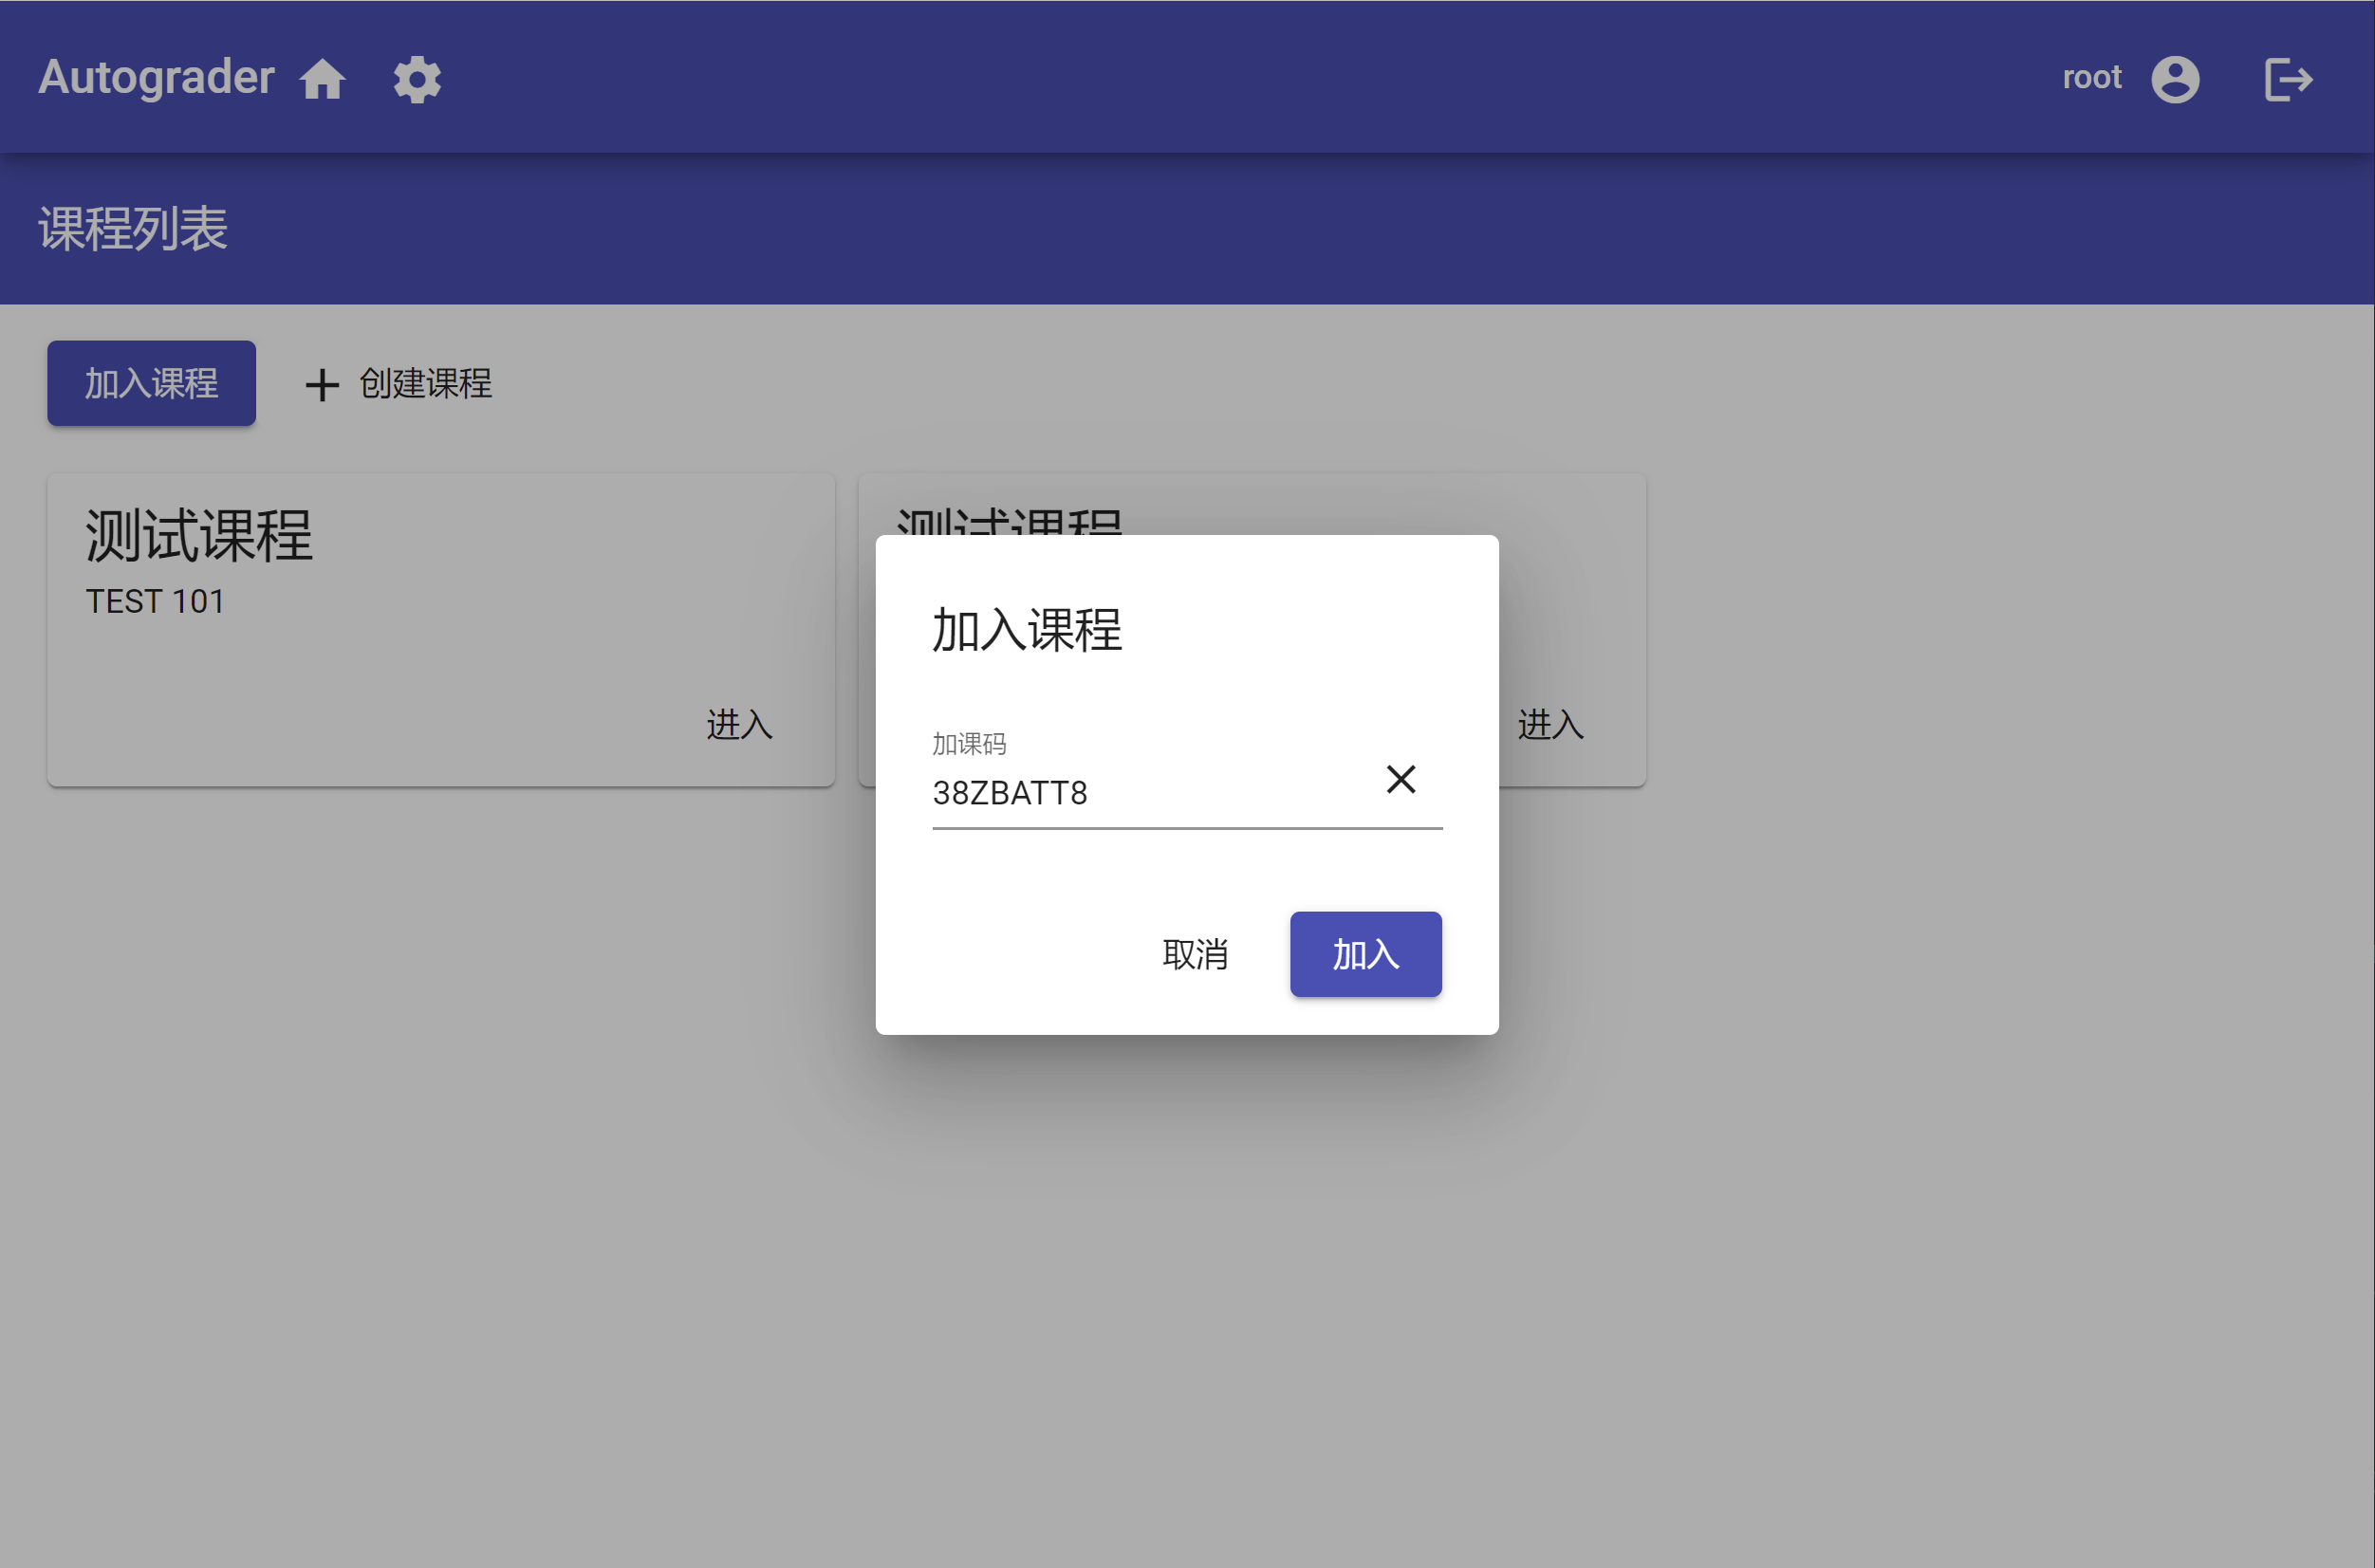 Autograder
root
课程列表
加入课程
创建课程
测试课程
TEST 101
进入
测试课程
进入
加入课程
加课码
38ZBATT8
取消
加入